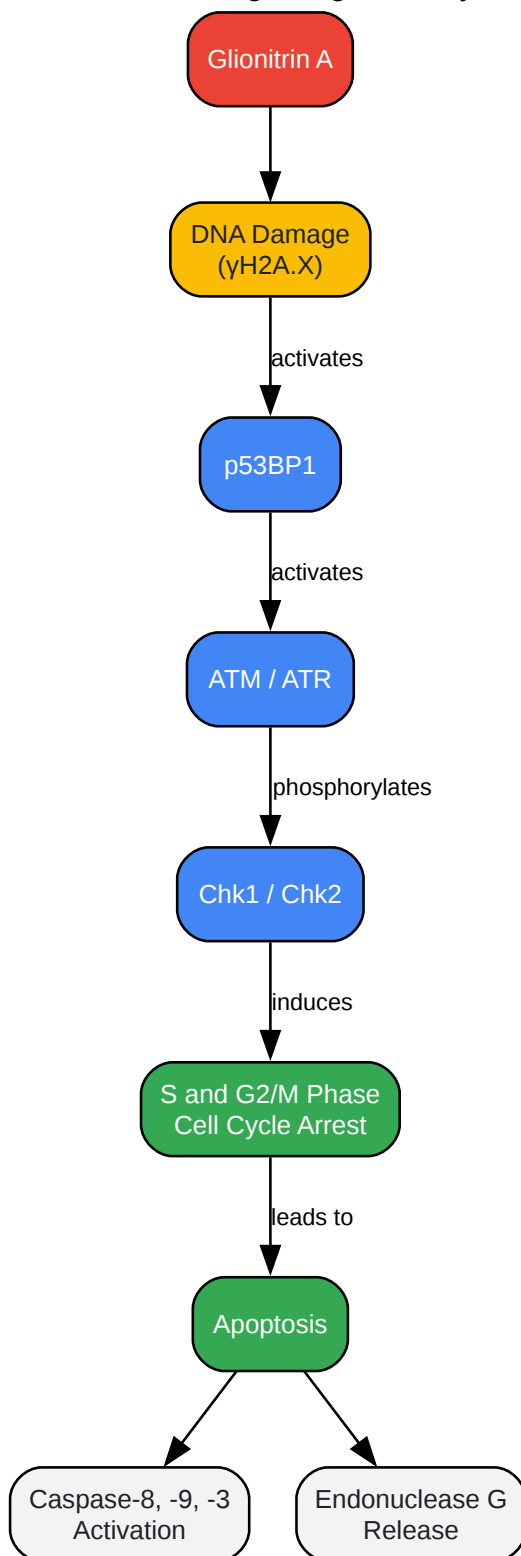 Glionitrin A
DNA Damage
(γH2A.X)
activates
p53BP1
activates
ATM / ATR
phosphorylates
Chk1 / Chk2
induces
S and G2/M Phase
Cell Cycle Arrest
leads to
Apoptosis
Caspase-8, -9, -3
Activation
Endonuclease G
Release